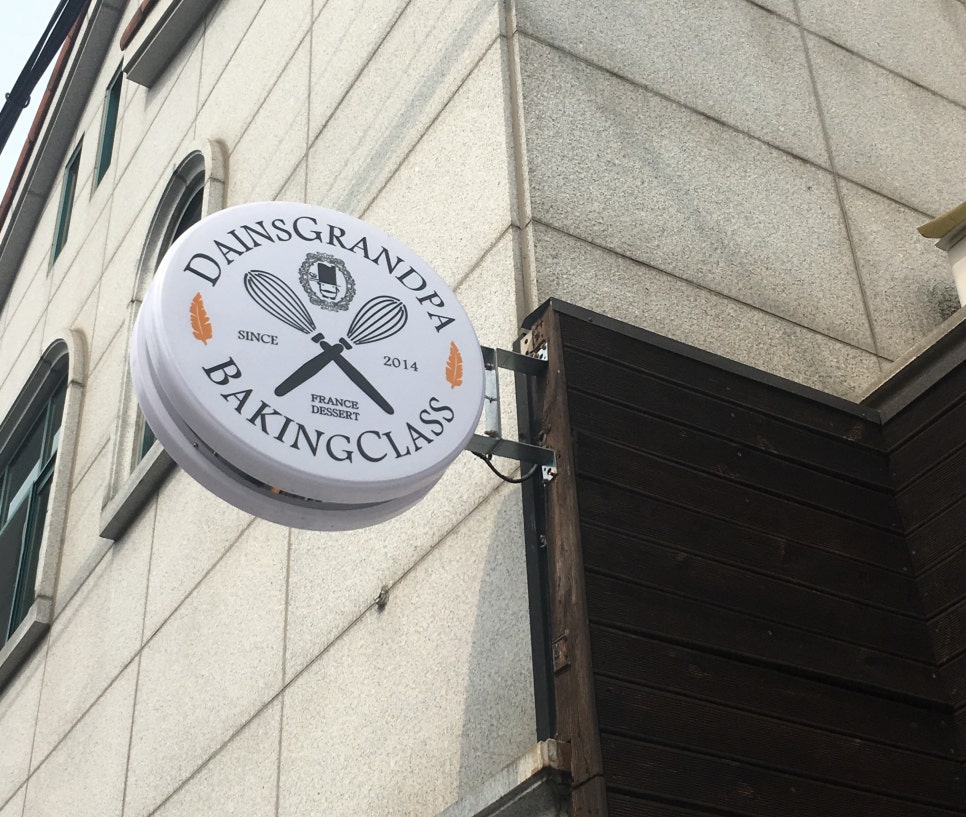 DAINSGRANDPA
SINCE
2014
FRANCE
DESSERT
BAKINGCLASS